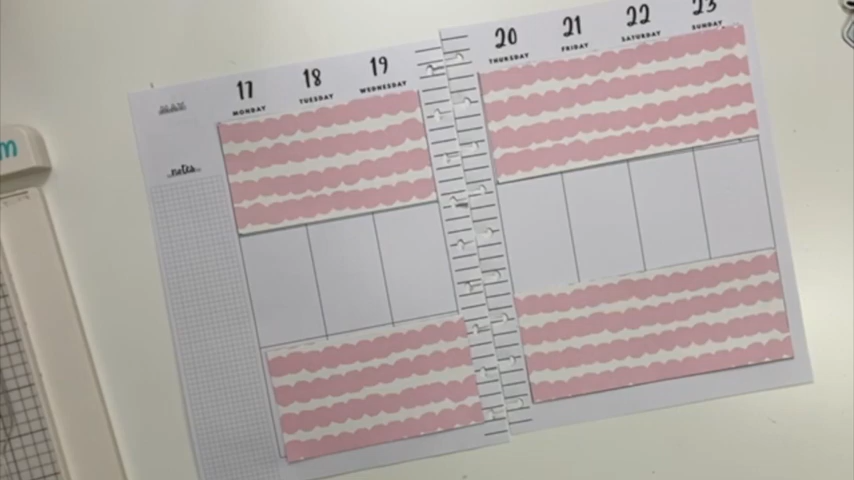 17 18 19 20 21 22 23
MONDAY TUESDAY WEDNESDAY THURSDAY FRIDAY SATURDAY SUNDAY
MAY
notes
m